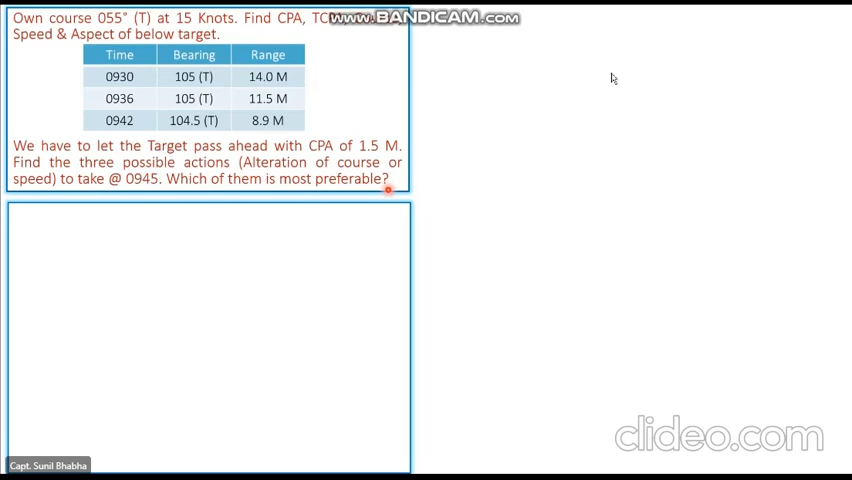 Own course 055° (T) at 15 Knots. Find CPA,
www.BANDICAM.com
Speed & Aspect of below target.
Time Bearing Range
0930 105 (T) 14.0 M
0936 105 (T) 11.5 M
0942 104.5 (T) 8.9 M
We have to let the Target pass ahead with CPA of 1.5 M.
Find the three possible actions (Alteration of course or
speed) to take @ 0945. Which of them is most preferable?
clideo.com
Capt. Sunil Bhabha